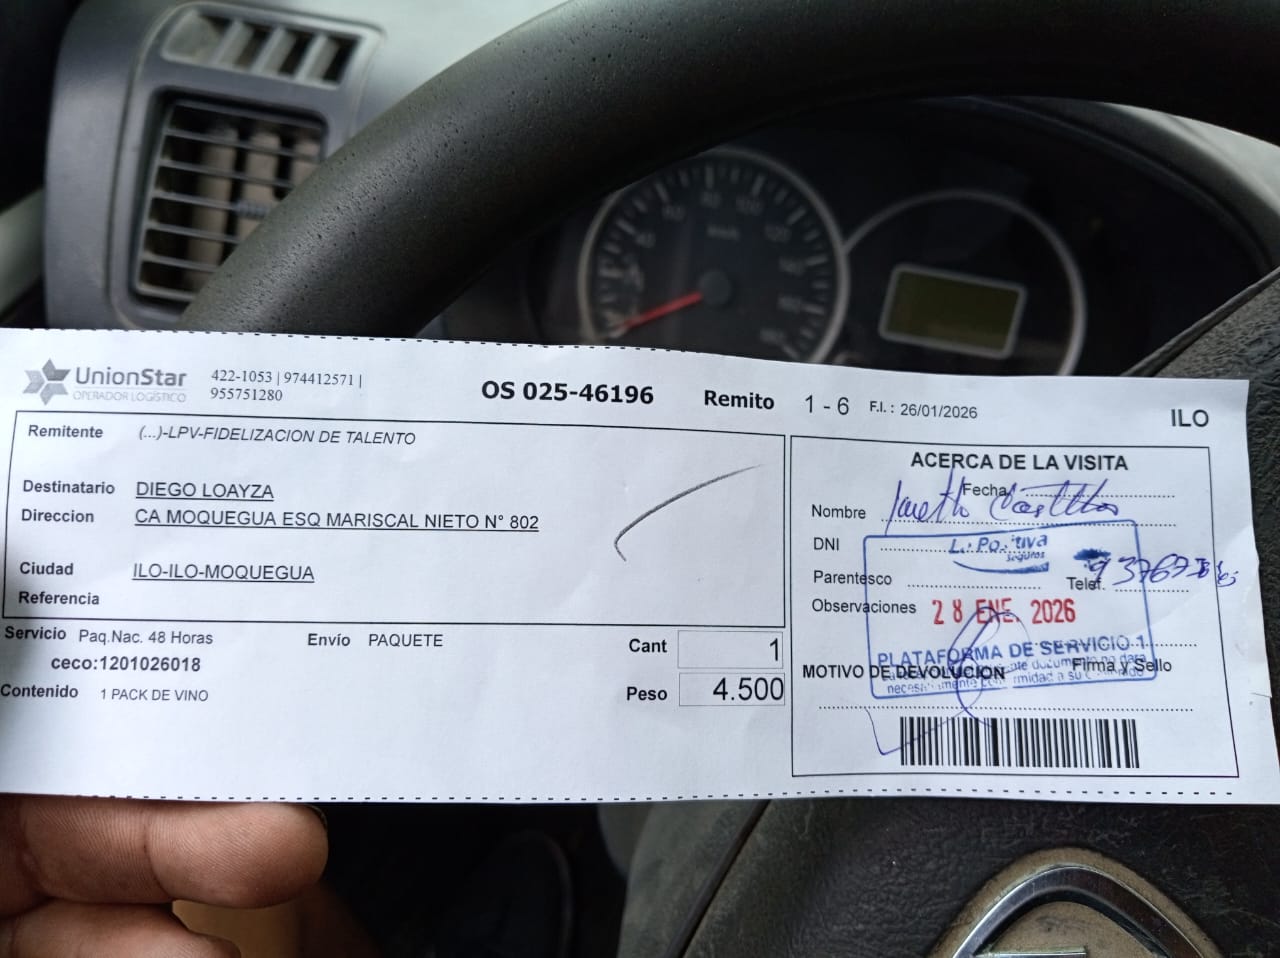 UnionStar
OPERADOR LOGÍSTICO
422-1053 | 974412571 |
955751280
OS 025-46196
Remito 1 - 6 F.I. : 26/01/2026
ILO
Remitente (...)-LPV-FIDELIZACION DE TALENTO
Destinatario DIEGO LOAYZA
Direccion CA MOQUEGUA ESQ MARISCAL NIETO N° 802
Ciudad ILO-ILO-MOQUEGUA
Referencia
Servicio Paq.Nac. 48 Horas
Envío PAQUETE
Cant 1
ceco:1201026018
Contenido 1 PACK DE VINO
Peso 4.500
ACERCA DE LA VISITA
Fecha
Nombre
DNI
La Positiva
Seguros
Parentesco
Telef.
Observaciones
28 ENE. 2026
PLATAFORMA DE SERVICIO 1
Firma y Sello
MOTIVO DE DEVOLUCION